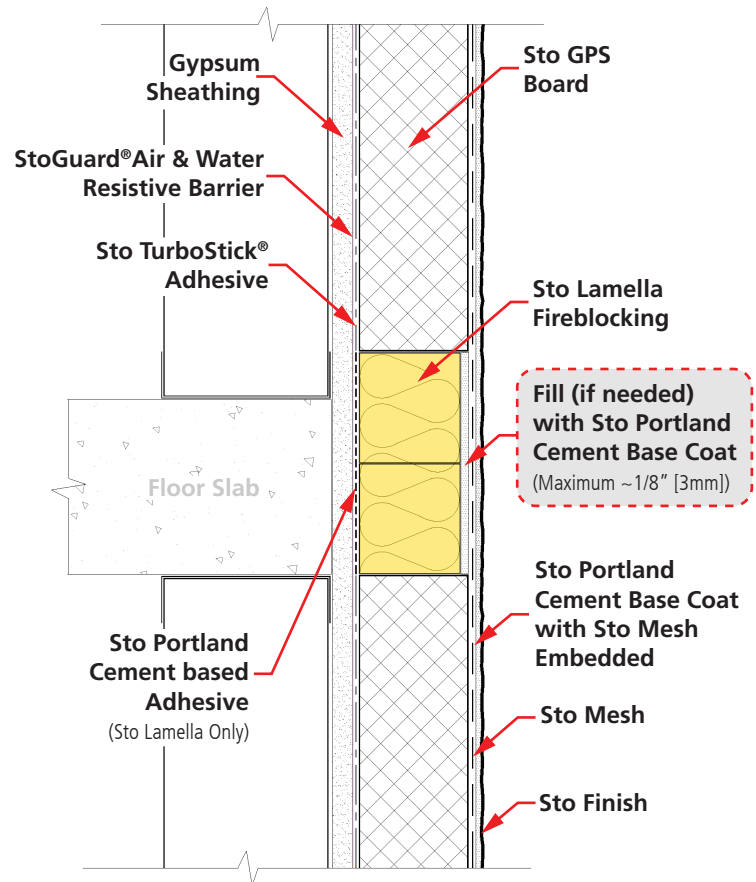 Gypsum
Sheathing
StoGuard®Air & Water
Resistive Barrier
Sto TurboStick®
Adhesive
Sto GPS
Board
Sto Lamella
Fireblocking
Fill (if needed)
with Sto Portland
Cement Base Coat
(Maximum ~1/8” [3mm])
Floor Slab
Sto Portland
Cement based
Adhesive
(Sto Lamella Only)
Sto Portland
Cement Base Coat
with Sto Mesh
Embedded
Sto Mesh
Sto Finish